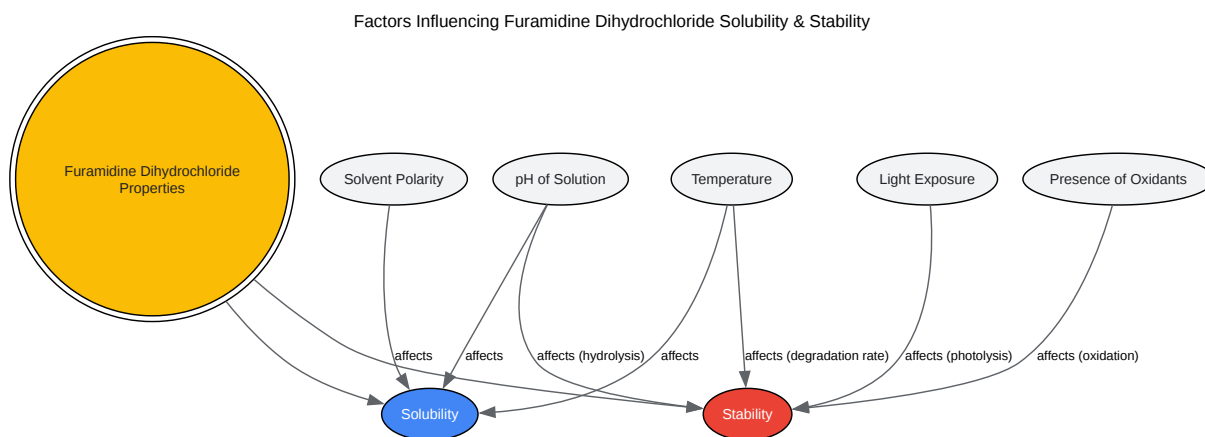 Factors Influencing Furamidine Dihydrochloride Solubility & Stability
Furamidine Dihydrochloride
Properties
Solvent Polarity
pH of Solution
Temperature
Light Exposure
Presence of Oxidants
affects
affects
affects (hydrolysis)
affects
affects (degradation rate)
affects (photolysis)
affects (oxidation)
Solubility
Stability